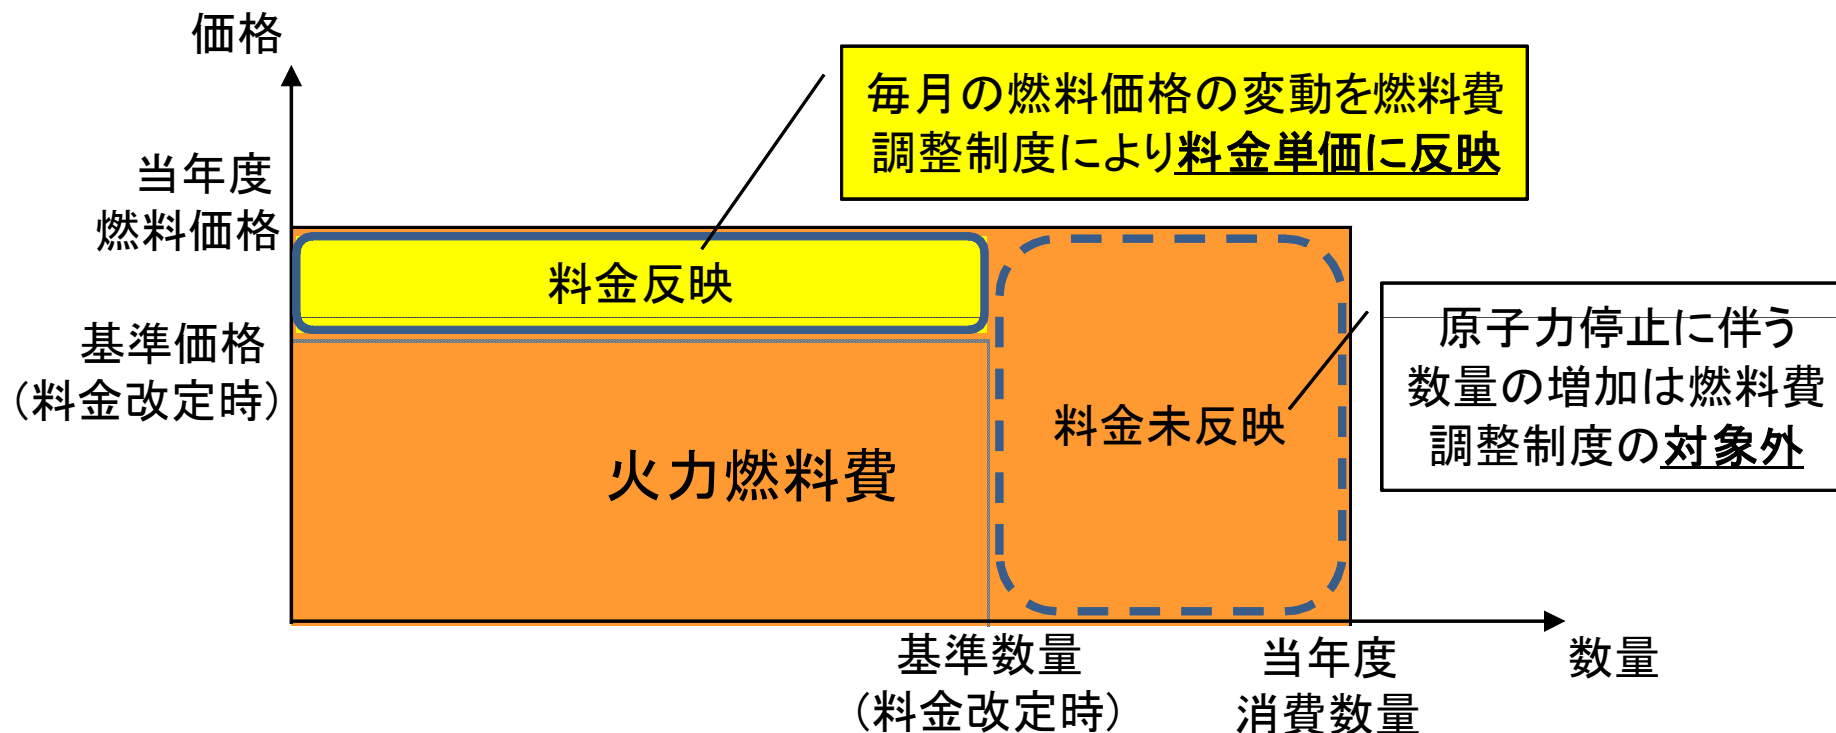 価格
毎月の燃料価格の変動を燃料費
調整制度により料金単価に反映
当年度
燃料価格
料金反映
基準価格
（料金改定時）
原子力停止に伴う
数量の増加は燃料費
調整制度の対象外
料金未反映
火力燃料費
基準数量
（料金改定時）
当年度
消費数量
数量